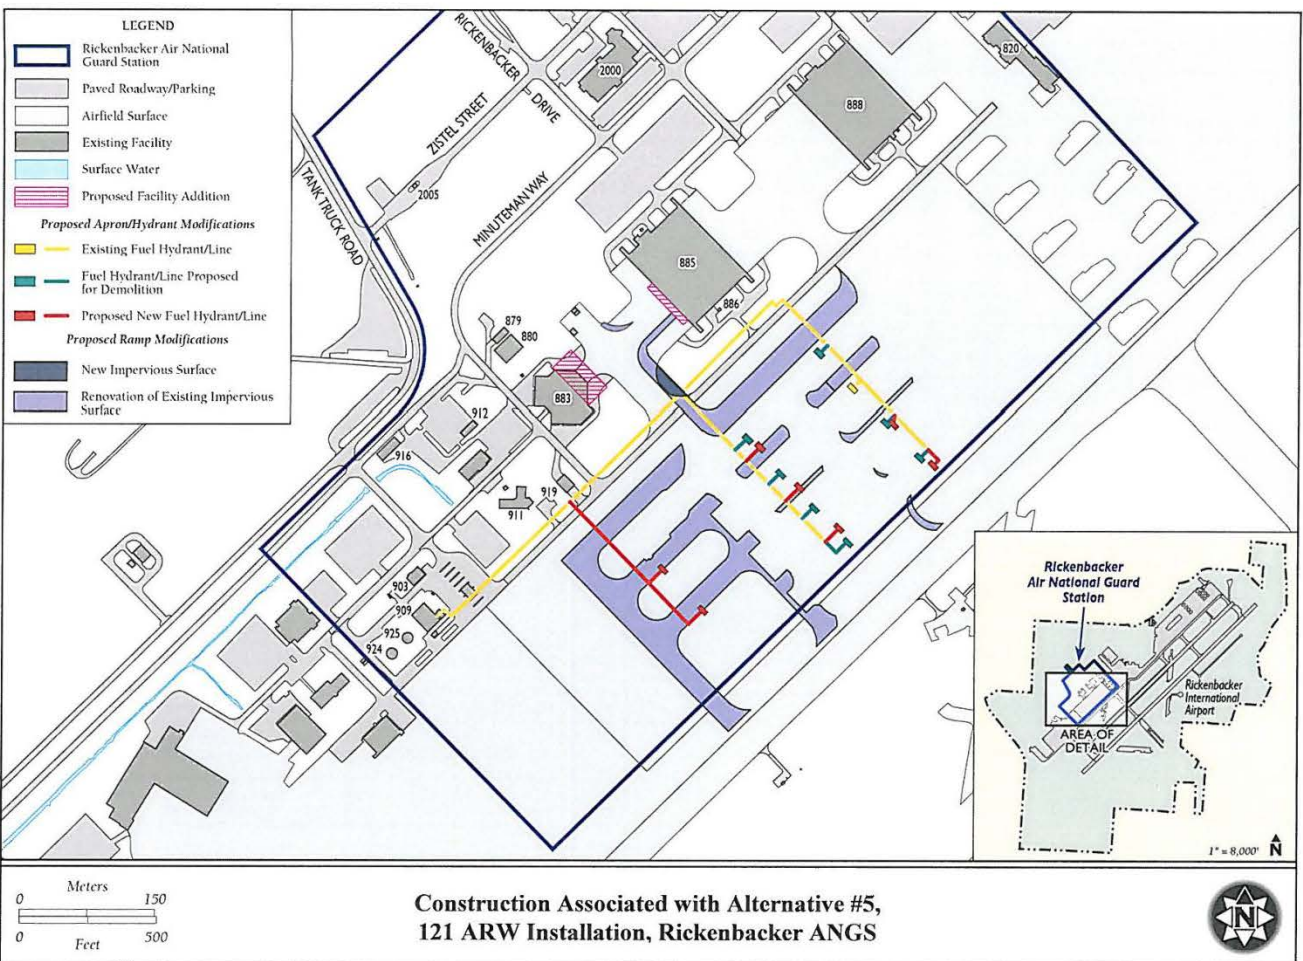 LEGEND
Rickenbacker Air National
Guard Station
Paved Roadway/Parking
Airfield Surface
Existing Facility
Surface Water
Proposed Facility Addition
Proposed Apron/Hydrant Modifications
Existing Fuel Hydrant/Line
Fuel Hydrant/Line Proposed
for Demolition
Proposed New Fuel Hydrant/Line
Proposed Ramp Modifications
New Impervious Surface
Renovation of Existing Impervious
Surface
RICKENBACKER
DRIVE
ZISTEL STREET
MINUTEMAN WAY
TANK TRUCK ROAD
2000
820
888
2005
885
886
879
880
883
912
916
919
911
903
909
925
924
Rickenbacker
Air National Guard
Station
Rickenbacker
International
Airport
AREA OF
DETAIL
1" = 8,000'
N
Meters
0 150
0 500
Feet
Construction Associated with Alternative #5,
121 ARW Installation, Rickenbacker ANGS
N